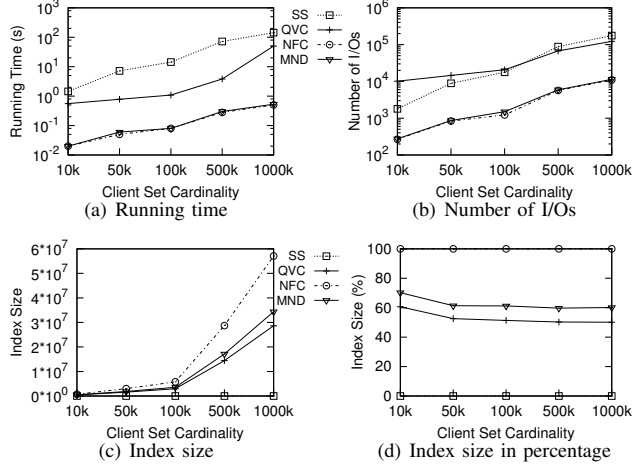 Running Time (s)
10^3
10^2
10^1
10^0
10^-1
10^-2
10k 50k 100k 500k 1000k
Client Set Cardinality
(a) Running time
SS
QVC
NFC
MND
Number of I/Os
10^6
10^5
10^4
10^3
10^2
10k 50k 100k 500k 1000k
Client Set Cardinality
(b) Number of I/Os
Index Size
6*10^7
5*10^7
4*10^7
3*10^7
2*10^7
1*10^7
0*10^0
10k 50k 100k 500k 1000k
Client Set Cardinality
(c) Index size
SS
QVC
NFC
MND
Index Size (%)
100
80
60
40
20
0
10k 50k 100k 500k 1000k
Client Set Cardinality
(d) Index size in percentage